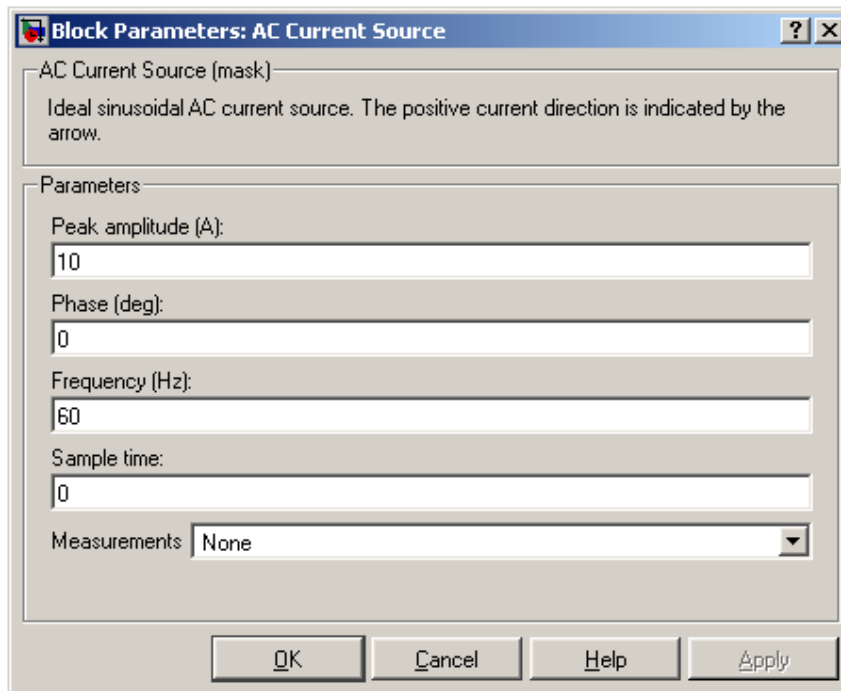 Block Parameters: AC Current Source
AC Current Source (mask)
Ideal sinusoidal AC current source. The positive current direction is indicated by the
arrow.
Parameters
Peak amplitude (A):
10
Phase (deg):
0
Frequency (Hz):
60
Sample time:
0
Measurements None
OK Cancel Help Apply